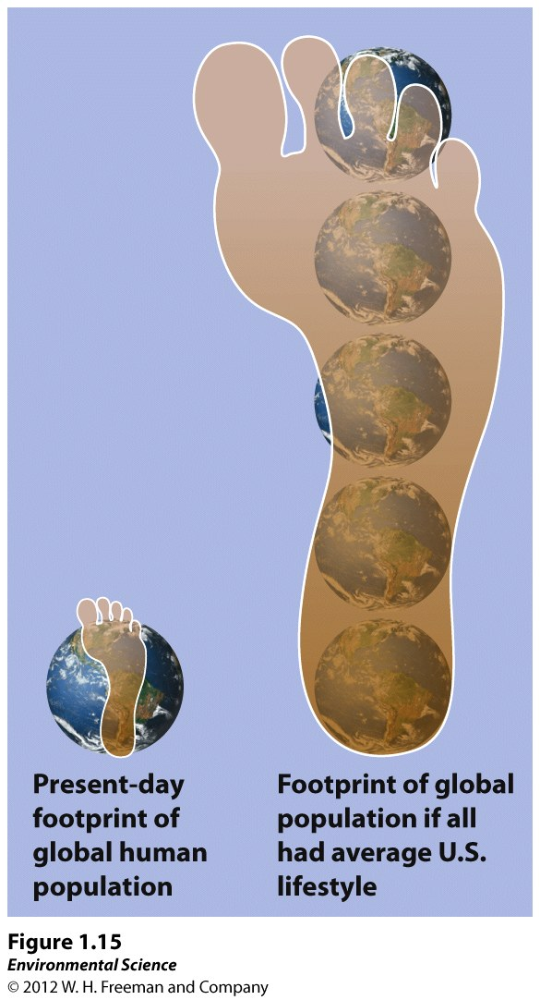 Present-day
footprint of
global human
population
Footprint of global
population if all
had average U.S.
lifestyle
Figure 1.15
Environmental Science
© 2012 W. H. Freeman and Company